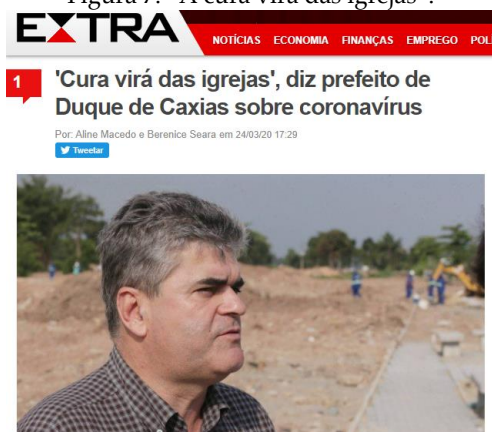 Figura 7. "A cura virá das igrejas".
EXTRA
NOTÍCIAS ECONOMIA FINANÇAS EMPREGO
1
'Cura virá das igrejas', diz prefeito de
Duque de Caxias sobre coronavírus
Por: Aline Macedo e Berenice Seara em 24/03/20 17:29
Tweetar